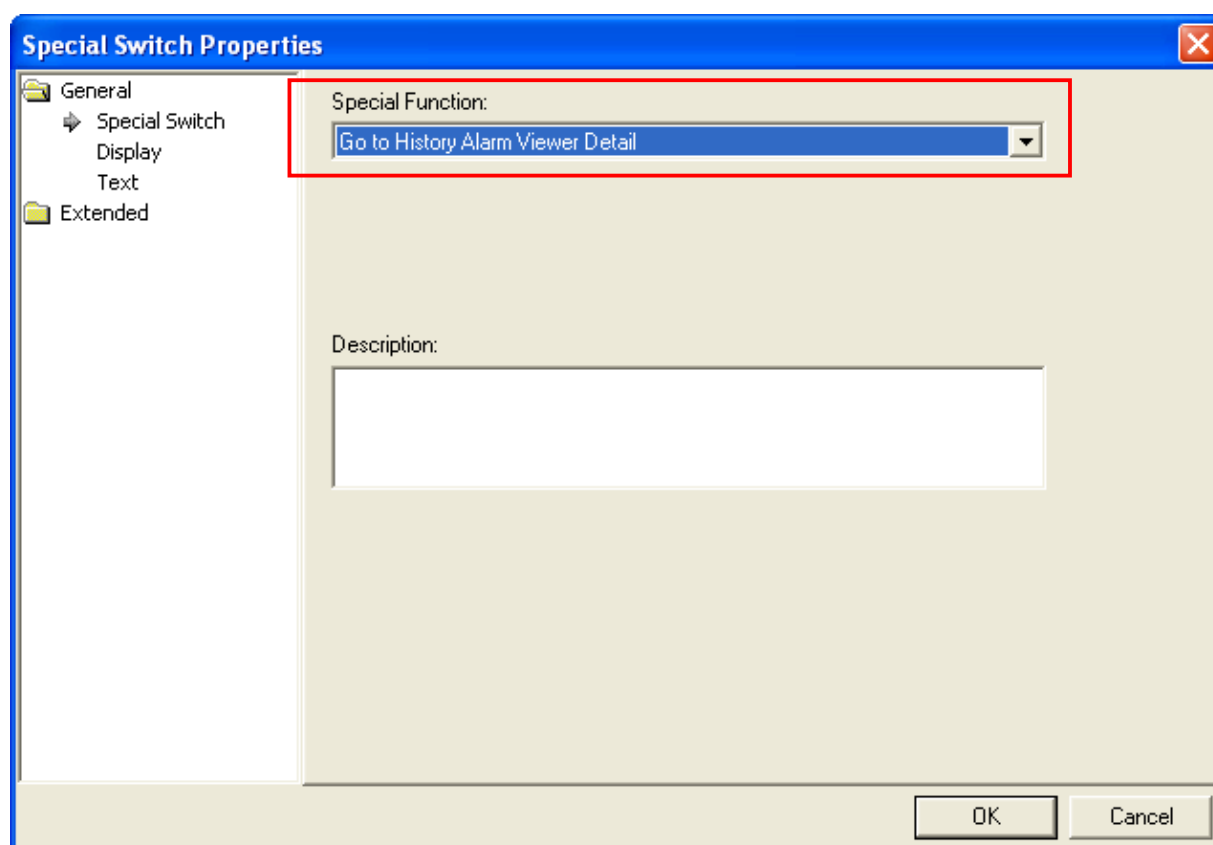 Special Switch Properties
General
Special Switch
Display
Text
Extended
Special Function:
Go to History Alarm Viewer Detail
Description:
OK
Cancel